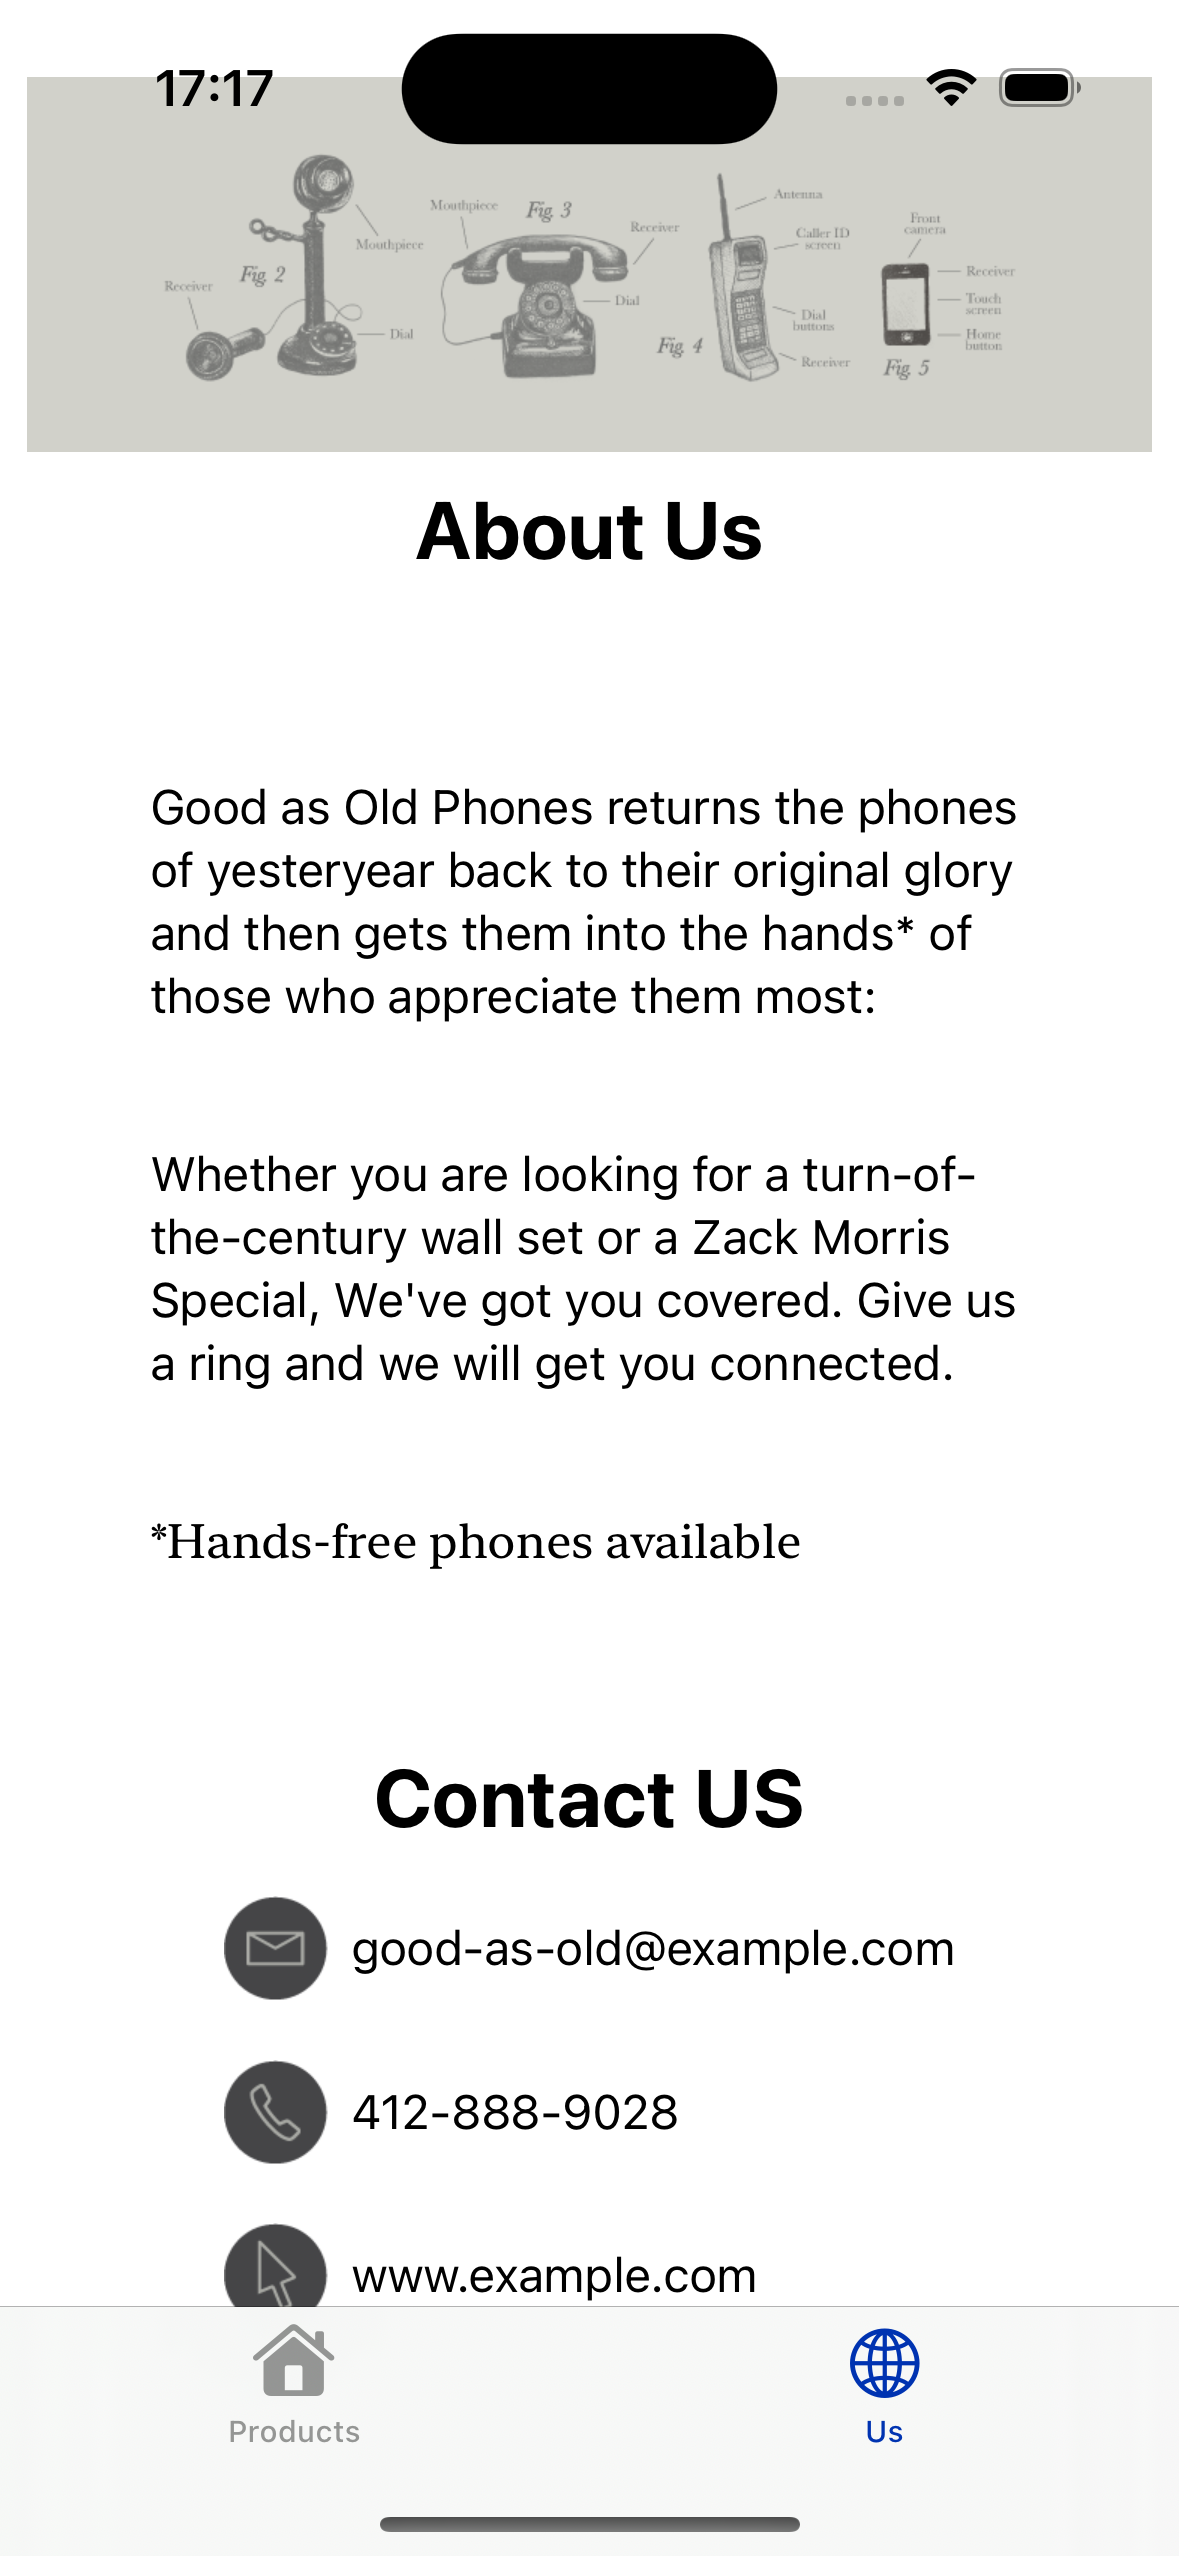 17:17
Mouthpiece
Fig. 2
Receiver
Dial
Mouthpiece
Fig. 3
Receiver
Dial
Antenna
Caller ID
screen
Dial
buttons
Fig. 4
Receiver
Front
camera
Receiver
Touch
screen
Home
button
Fig. 5
About Us
Good as Old Phones returns the phones
of yesteryear back to their original glory
and then gets them into the hands* of
those who appreciate them most:
Whether you are looking for a turn-of-
the-century wall set or a Zack Morris
Special, We've got you covered. Give us
a ring and we will get you connected.
*Hands-free phones available
Contact US
good-as-old@example.com
412-888-9028
www.example.com
Products
Us